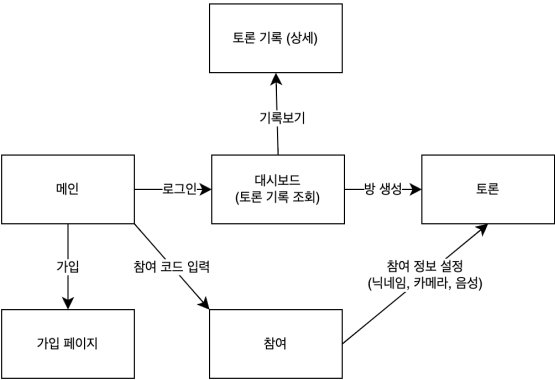 토론 기록 (상세)
기록보기
메인
로그인
대시보드
(토론 기록 조회)
방 생성
토론
가입
참여 코드 입력
참여 정보 설정
(닉네임, 카메라, 음성)
가입 페이지
참여